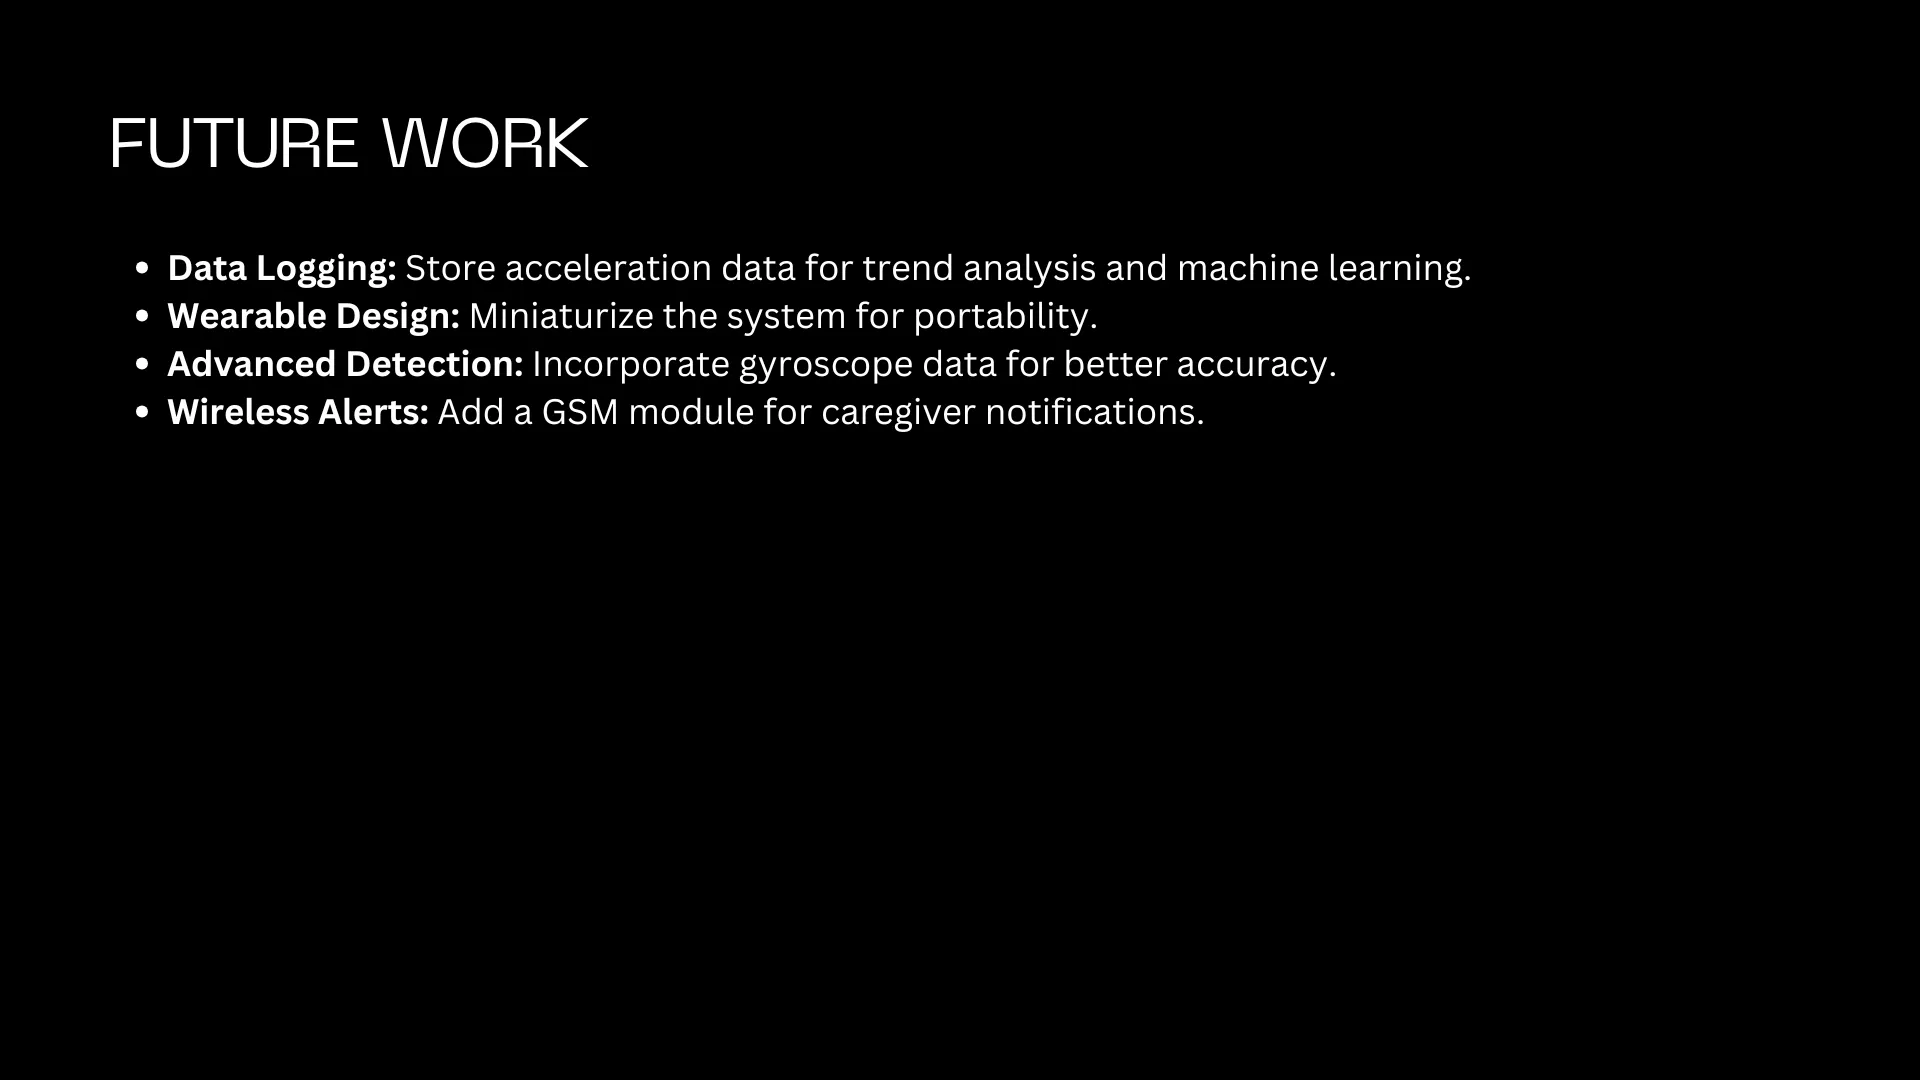 FUTURE WORK
• Data Logging: Store acceleration data for trend analysis and machine learning.
• Wearable Design: Miniaturize the system for portability.
• Advanced Detection: Incorporate gyroscope data for better accuracy.
• Wireless Alerts: Add a GSM module for caregiver notifications.